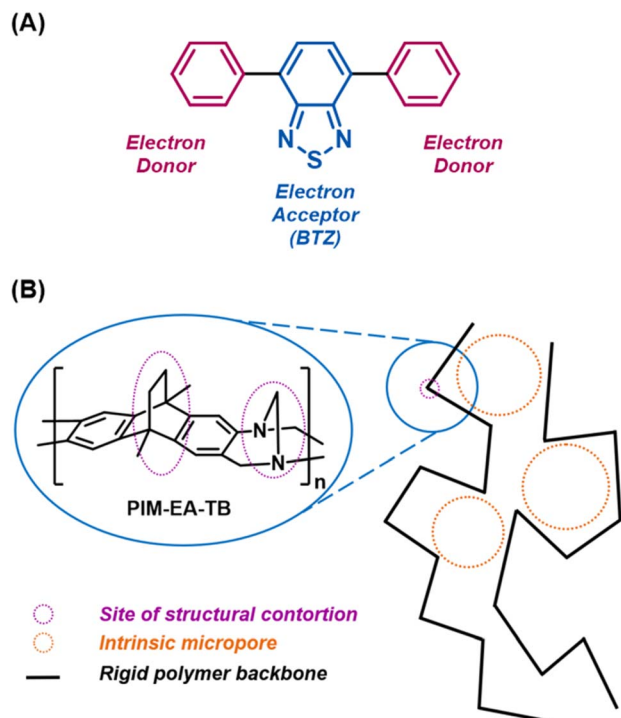 (A)
N
N
S
Electron
Donor
Electron
Donor
Electron
Acceptor
(BTZ)
(B)
N
N
n
PIM-EA-TB
Site of structural contortion
Intrinsic micropore
Rigid polymer backbone